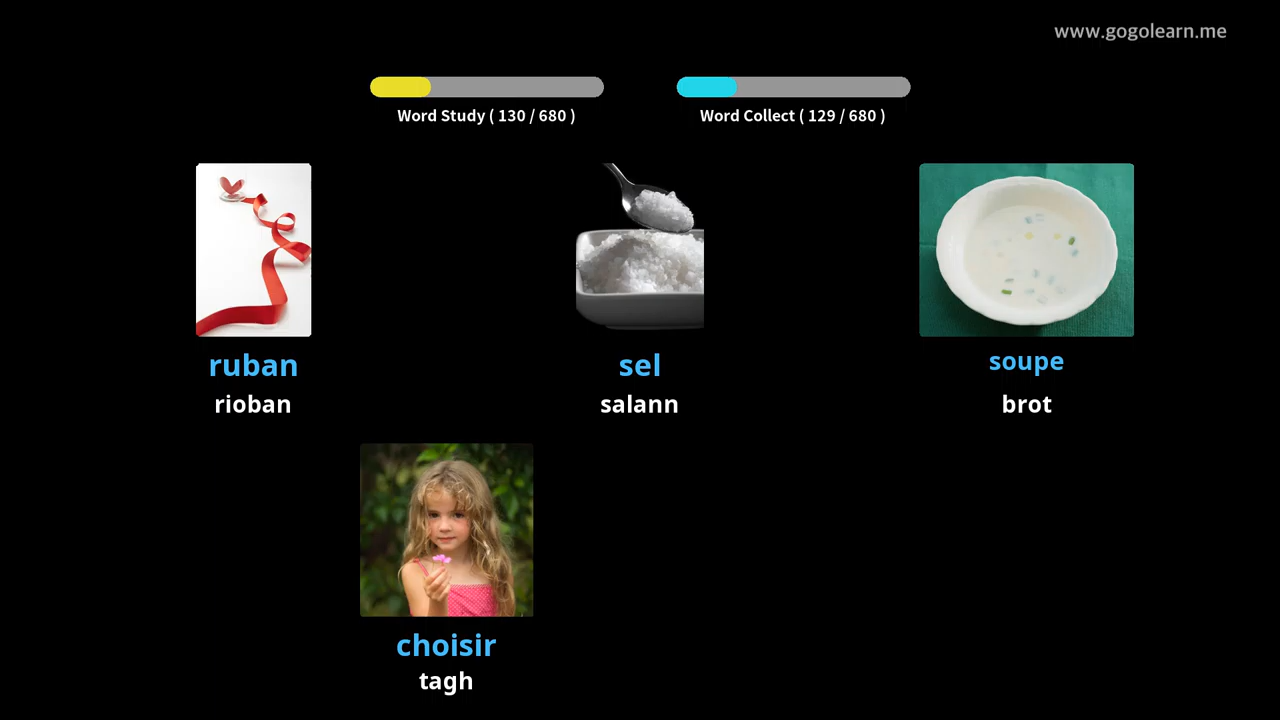 www.gogolearn.me
Word Study ( 130 / 680 )
Word Collect ( 129 / 680 )
ruban
rioban
sel
salann
soupe
brot
choisir
tagh